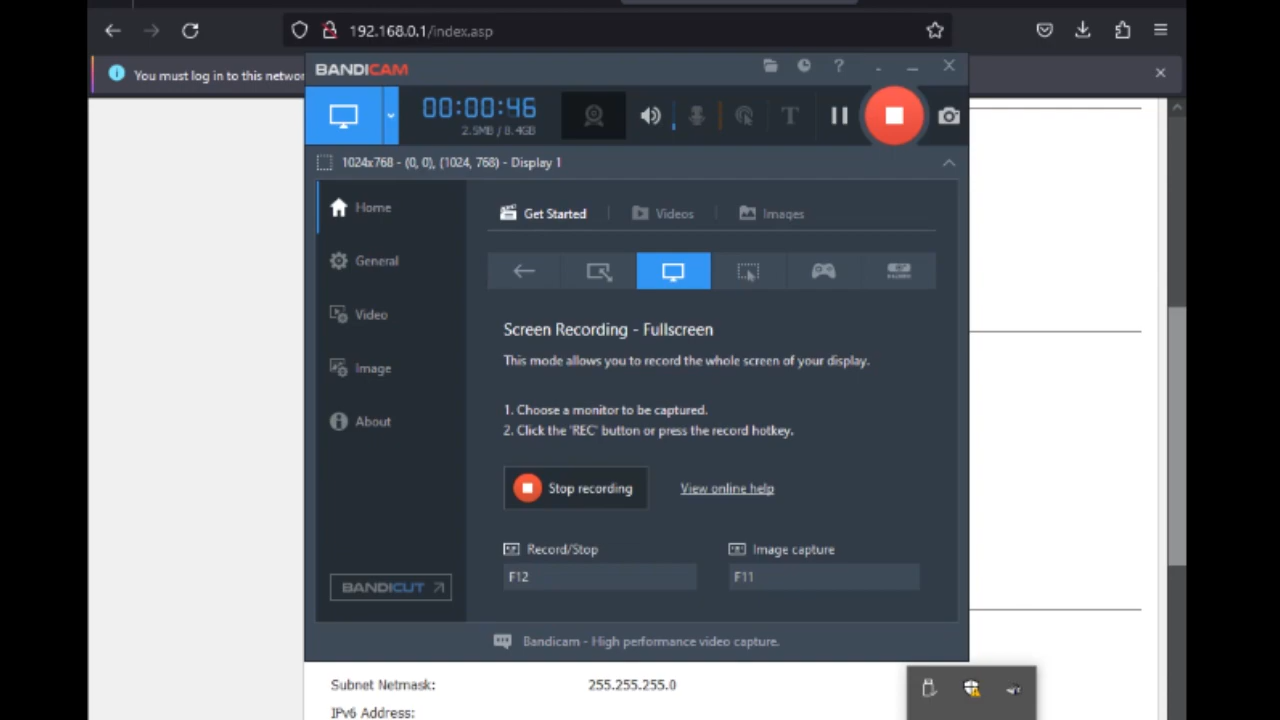 192.168.0.1/index.asp
You must log in to this networ
BANDICAM
?
00:00:46
2.5MB / 8.4GB
T
1024x768 - (0, 0), (1024, 768) - Display 1
Home
General
Video
Image
About
Get Started
Videos
Images
Screen Recording - Fullscreen
This mode allows you to record the whole screen of your display.
1. Choose a monitor to be captured.
2. Click the 'REC' button or press the record hotkey.
Stop recording
View online help
Record/Stop
Image capture
F12
F11
BANDICUT
Bandicam - High performance video capture.
Subnet Netmask:
255.255.255.0
IPv6 Address: